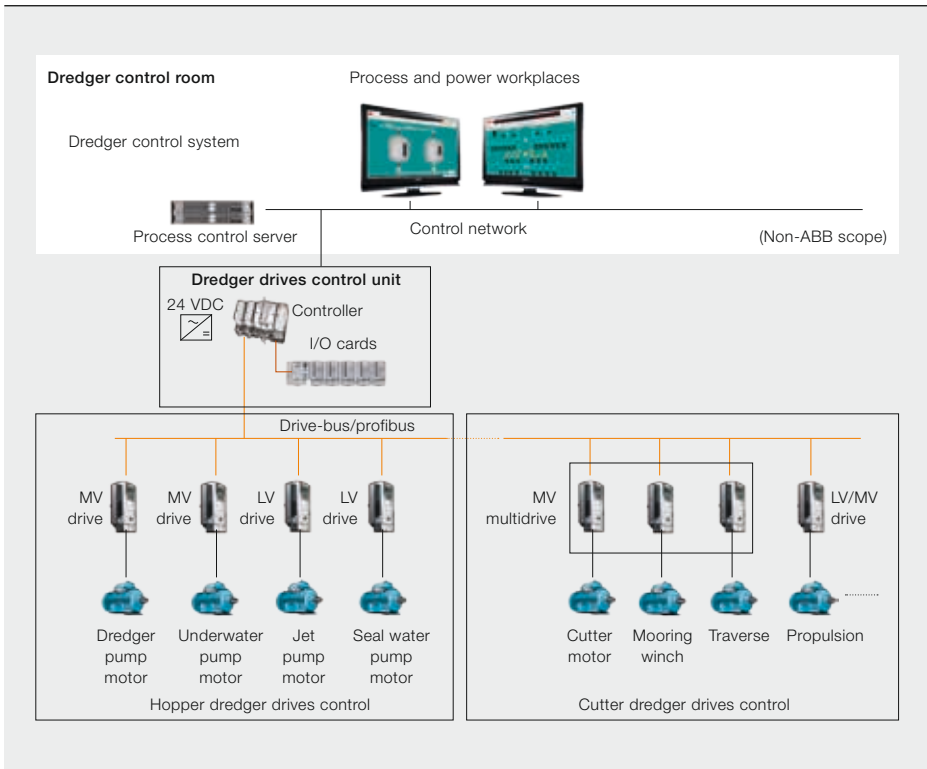 Dredger control room
Process and power workplaces
Dredger control system
Process control server
Control network
(Non-ABB scope)
Dredger drives control unit
24 VDC
Controller
I/O cards
Drive-bus/profibus
MV
drive
MV
drive
LV
drive
LV
drive
MV
multidrive
LV/MV
drive
Dredger
pump
motor
Underwater
pump
motor
Jet
pump
motor
Seal water
pump
motor
Cutter
motor
Mooring
winch
Traverse
Propulsion
Hopper dredger drives control
Cutter dredger drives control